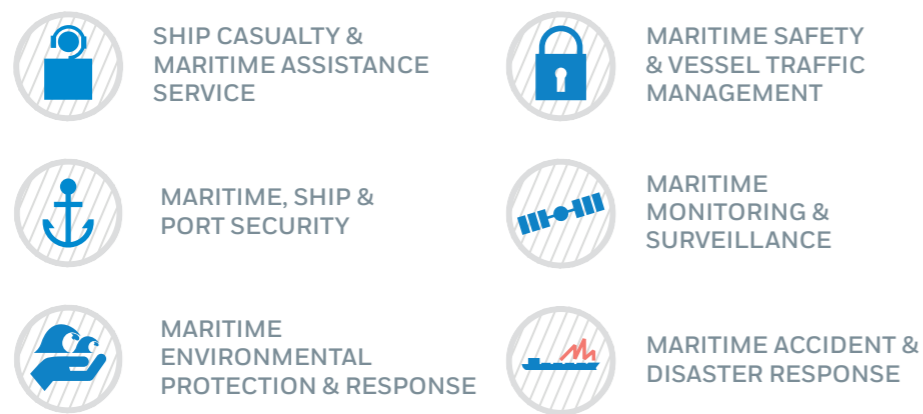 SHIP CASUALTY &
MARITIME ASSISTANCE
SERVICE
MARITIME SAFETY
& VESSEL TRAFFIC
MANAGEMENT
MARITIME, SHIP &
PORT SECURITY
MARITIME
MONITORING &
SURVEILLANCE
MARITIME
ENVIRONMENTAL
PROTECTION & RESPONSE
MARITIME ACCIDENT &
DISASTER RESPONSE